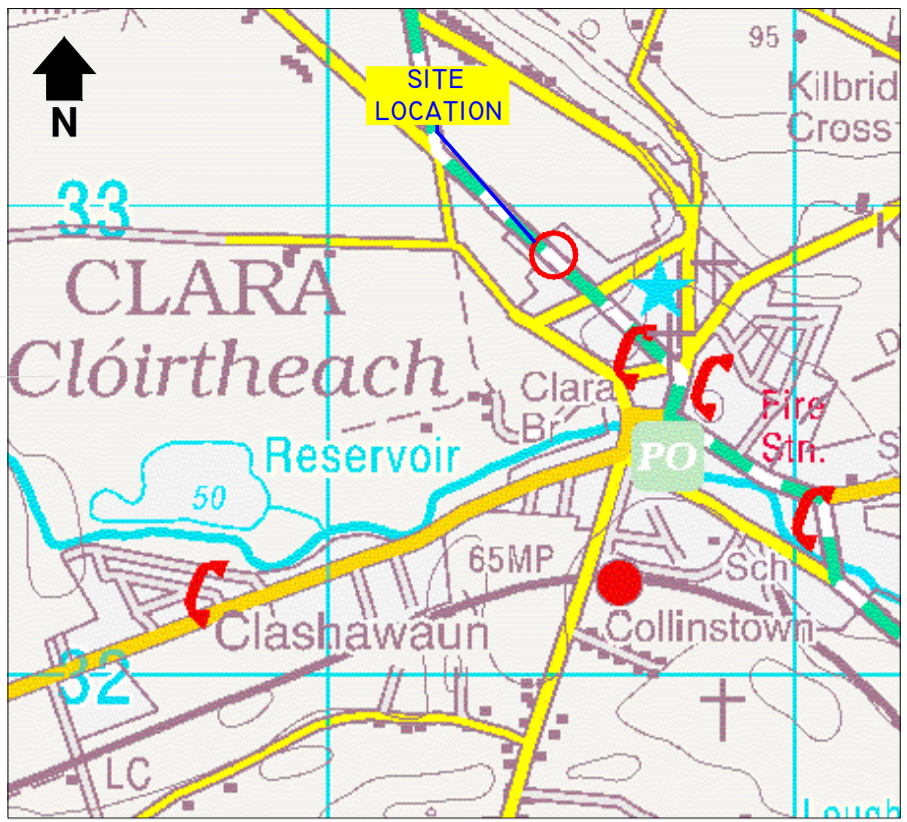 N
SITE
LOCATION
95
Kilbrid
Cross
33
K
CLARA
Clóirtheach
Clara
Br
Fire
Stn.
Reservoir
PO
50
S
65MP
Sch
Clashawaun
Collinstown
32
LC
Lough